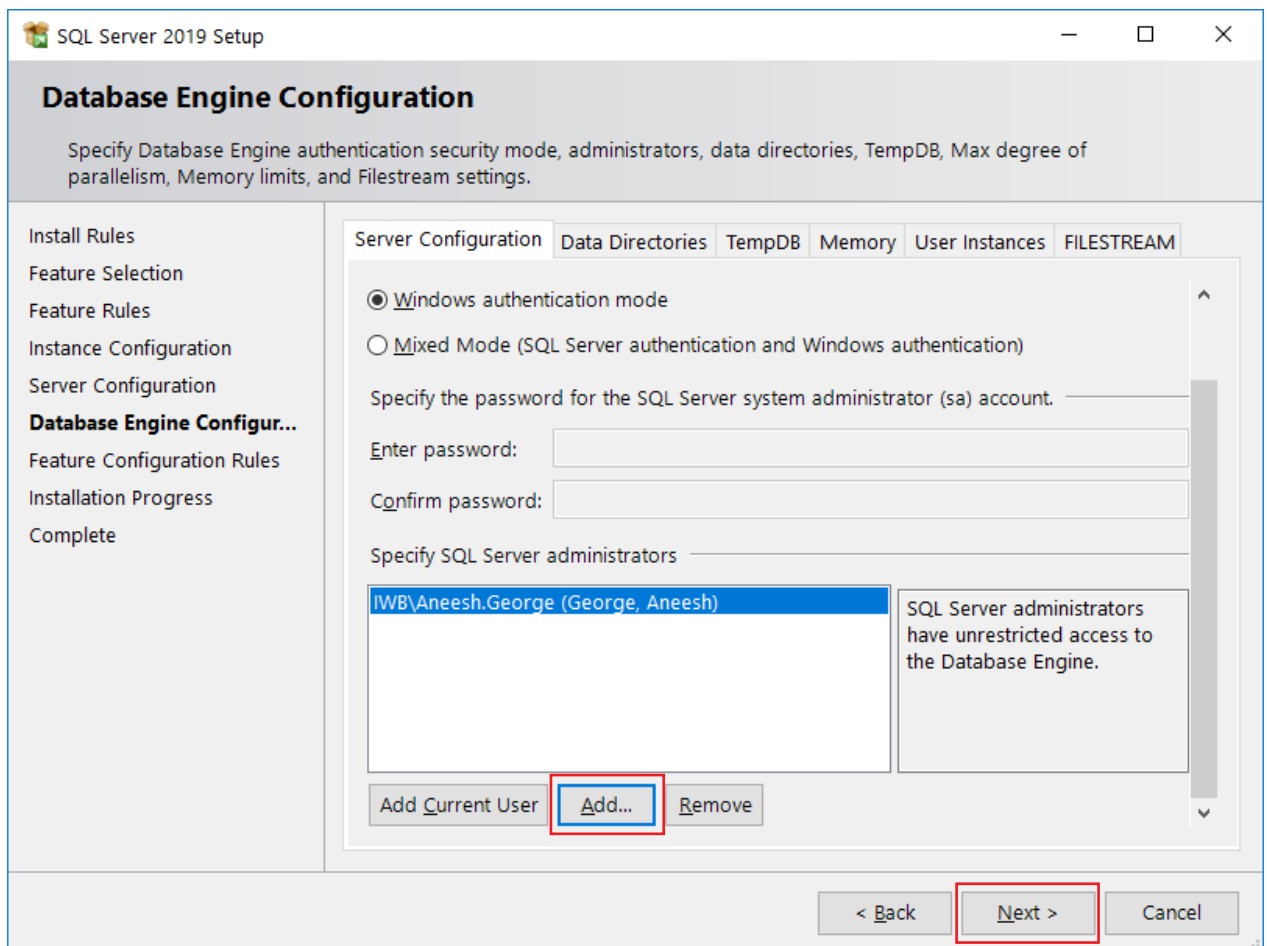 SQL Server 2019 Setup
Database Engine Configuration
Specify Database Engine authentication security mode, administrators, data directories, TempDB, Max degree of
parallelism, Memory limits, and Filestream settings.
Install Rules
Feature Selection
Feature Rules
Instance Configuration
Server Configuration
Database Engine Configur...
Feature Configuration Rules
Installation Progress
Complete
Server Configuration Data Directories TempDB Memory User Instances FILESTREAM
Windows authentication mode
Mixed Mode (SQL Server authentication and Windows authentication)
Specify the password for the SQL Server system administrator (sa) account.
Enter password:
Confirm password:
Specify SQL Server administrators
IWB\Aneesh.George (George, Aneesh)
SQL Server administrators
have unrestricted access to
the Database Engine.
Add Current User Add... Remove
< Back Next > Cancel